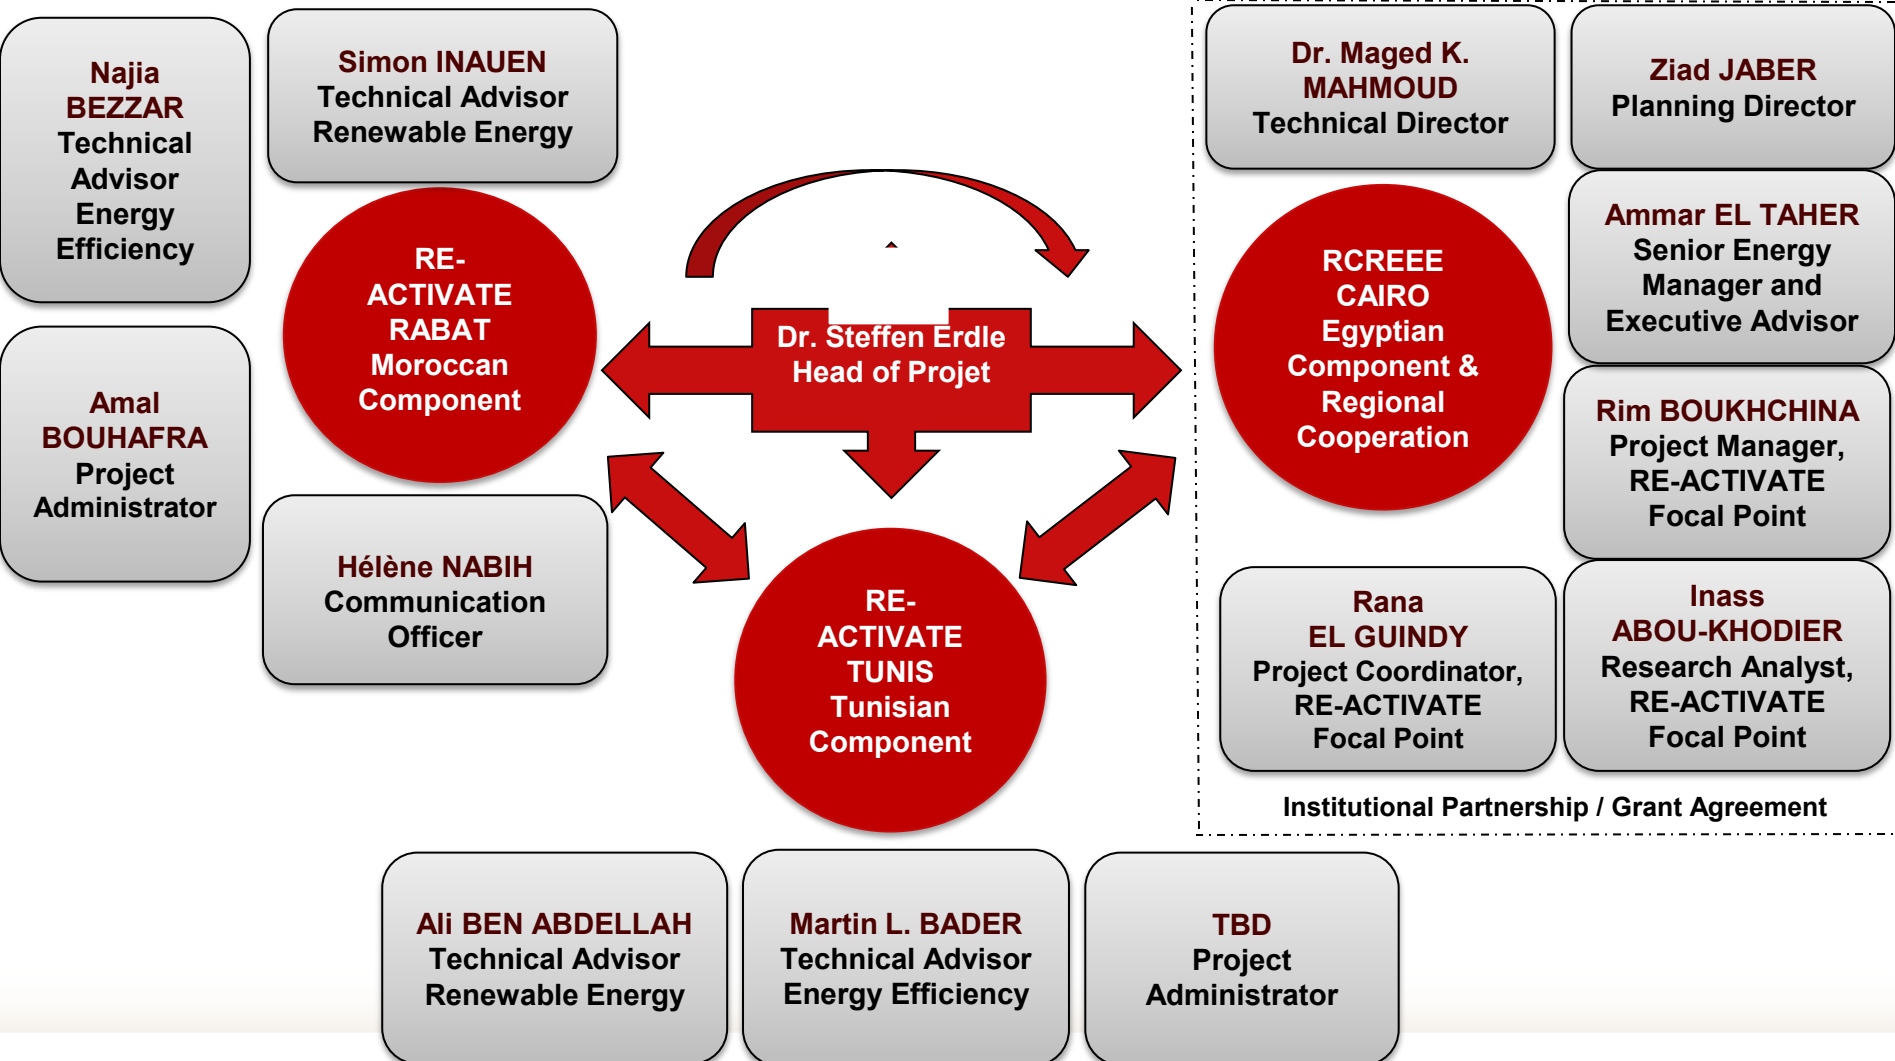 Najia
BEZZAR
Technical
Advisor
Energy
Efficiency
Simon INAUEN
Technical Advisor
Renewable Energy
Amal
BOUHAFRA
Project
Administrator
RE-
ACTIVATE
RABAT
Moroccan
Component
Hélène NABIH
Communication
Officer
Dr. Steffen Erdle
Head of Projet
RE-
ACTIVATE
TUNIS
Tunisian
Component
Dr. Maged K.
MAHMOUD
Technical Director
Ziad JABER
Planning Director
RCREEE
CAIRO
Egyptian
Component &
Regional
Cooperation
Ammar EL TAHER
Senior Energy
Manager and
Executive Advisor
Rim BOUKHCHINA
Project Manager,
RE-ACTIVATE
Focal Point
Rana
EL GUINDY
Project Coordinator,
RE-ACTIVATE
Focal Point
Inass
ABOU-KHODIER
Research Analyst,
RE-ACTIVATE
Focal Point
Institutional Partnership / Grant Agreement
Ali BEN ABDELLAH
Technical Advisor
Renewable Energy
Martin L. BADER
Technical Advisor
Energy Efficiency
TBD
Project
Administrator